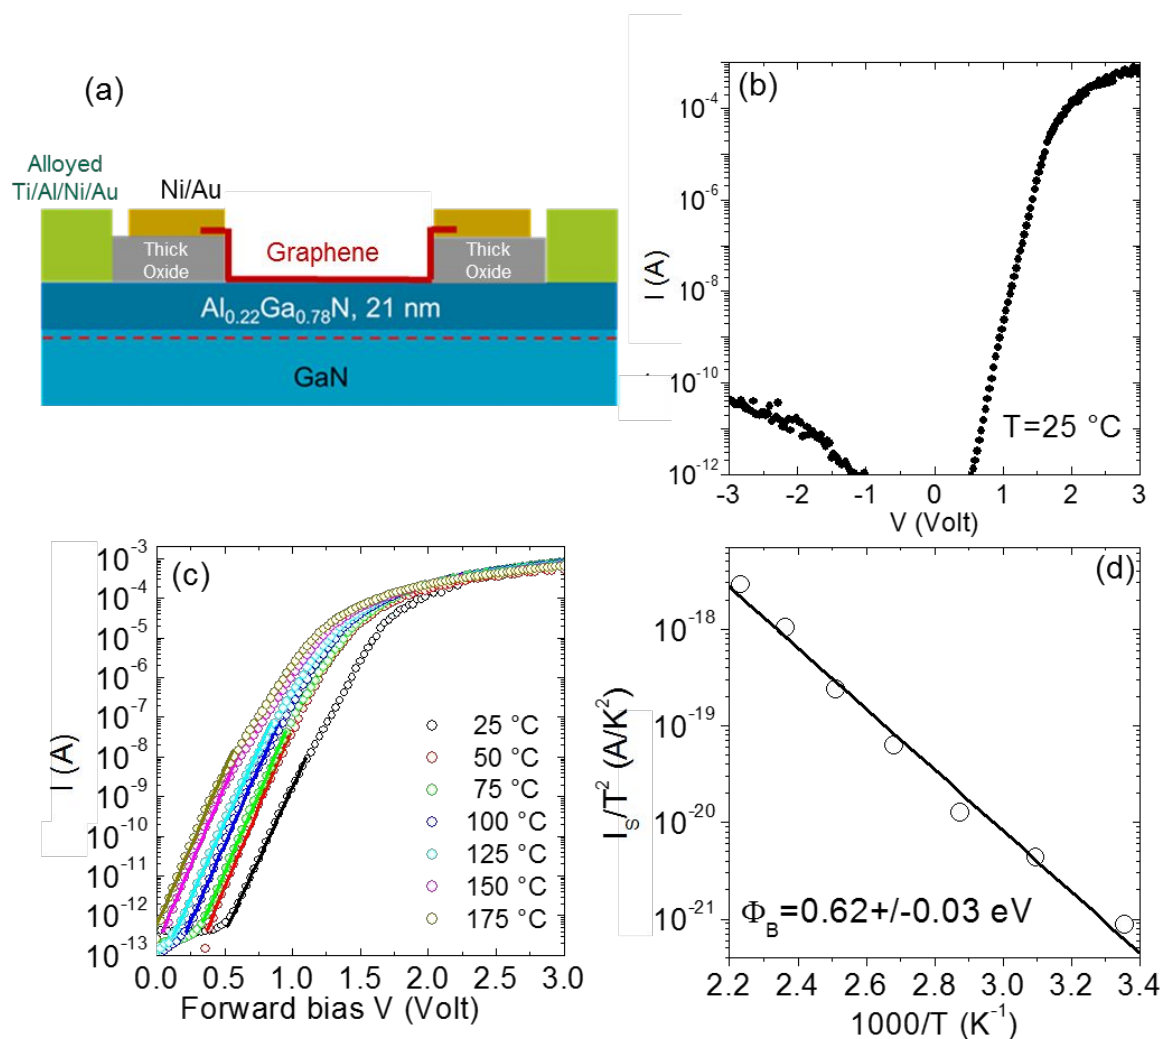 (a)
Alloyed
Ti/Al/Ni/Au
Ni/Au
Thick
Oxide
Graphene
Thick
Oxide
Al0.22Ga0.78N, 21 nm
GaN
(b)
I (A)
10⁻⁴
10⁻⁶
10⁻⁸
10⁻¹⁰
10⁻¹²
T=25 °C
-3 -2 -1 0 1 2 3
V (Volt)
(c)
I (A)
10⁻³
10⁻⁴
10⁻⁵
10⁻⁶
10⁻⁷
10⁻⁸
10⁻⁹
10⁻¹⁰
10⁻¹¹
10⁻¹²
10⁻¹³
25 °C
50 °C
75 °C
100 °C
125 °C
150 °C
175 °C
0.0 0.5 1.0 1.5 2.0 2.5 3.0
Forward bias V (Volt)
(d)
I_S/T² (A/K²)
10⁻¹⁸
10⁻¹⁹
10⁻²⁰
10⁻²¹
Φ_B=0.62+/-0.03 eV
2.2 2.4 2.6 2.8 3.0 3.2 3.4
1000/T (K⁻¹)